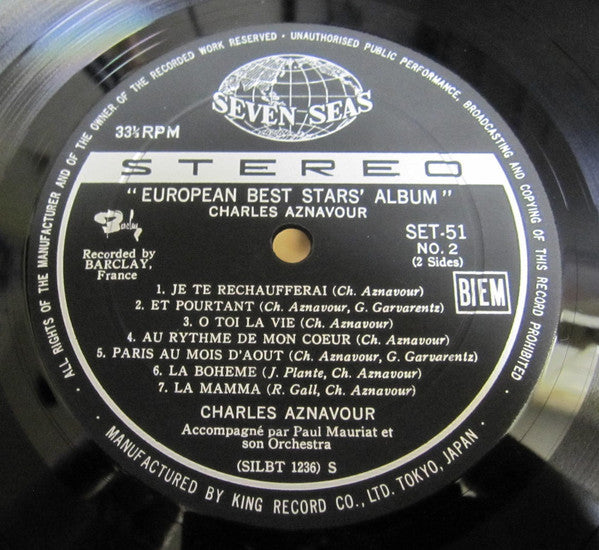 ALL RIGHTS OF THE MANUFACTURER AND OF THE OWNER OF THE RECORDED WORK RESERVED · UNAUTHORISED PUBLIC PERFORMANCE, BROADCASTING AND COPYING OF THIS RECORD PROHIBITED ·
SEVEN SEAS
33⅓RPM
STEREO
"EUROPEAN BEST STARS' ALBUM"
CHARLES AZNAVOUR
Barclay
Recorded by
BARCLAY,
France
SET-51
NO. 2
(2 Sides)
BIEM
1. JE TE RECHAUFFERAI (Ch. Aznavour)
2. ET POURTANT (Ch. Aznavour, G. Garvarentz)
3. O TOI LA VIE (Ch. Aznavour)
4. AU RYTHME DE MON COEUR (Ch. Aznavour)
5. PARIS AU MOIS D'AOUT (Ch. Aznavour, G. Garvarentz)
6. LA BOHEME (J. Plante, Ch. Aznavour)
7. LA MAMMA (R. Gall, Ch. Aznavour)
CHARLES AZNAVOUR
Accompagné par Paul Mauriat et
son Orchestra
(SILBT 1236) S
· MANUFACTURED BY KING RECORD CO., LTD. TOKYO, JAPAN ·